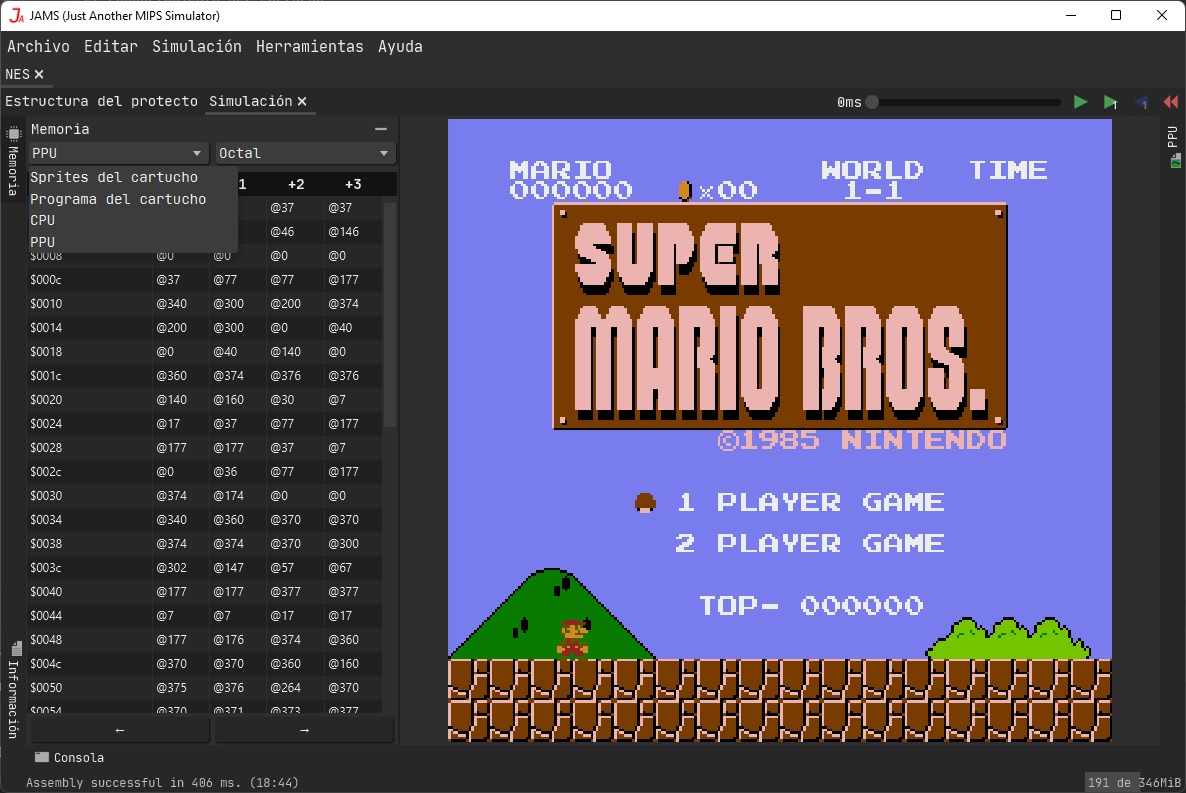 JAMS (Just Another MIPS Simulator)
Archivo Editar Simulación Herramientas Ayuda
NES
Estructura del protecto Simulación
0ms
Memoria
PPU Octal
Sprites del cartucho
Programa del cartucho
CPU
PPU
1 +2 +3
@37 @37
@46 @146
$0008 @0 @0 @0 @0
$000c @37 @77 @77 @177
$0010 @340 @300 @200 @374
$0014 @200 @300 @0 @40
$0018 @0 @40 @140 @0
$001c @360 @374 @376 @376
$0020 @140 @160 @30 @7
$0024 @17 @37 @77 @177
$0028 @177 @177 @37 @7
$002c @0 @36 @77 @177
$0030 @374 @174 @0 @0
$0034 @340 @360 @370 @370
$0038 @374 @374 @370 @300
$003c @302 @147 @57 @67
$0040 @177 @177 @377 @377
$0044 @7 @7 @17 @17
$0048 @177 @176 @374 @360
$004c @370 @370 @360 @160
$0050 @375 @376 @264 @370
$0054 @370 @371 @373 @377
← →
Memoria
Información
MARIO WORLD TIME
000000 x00 1-1
SUPER
MARIO BROS.
©1985 NINTENDO
1 PLAYER GAME
2 PLAYER GAME
TOP- 000000
PPU
Consola
Assembly successful in 406 ms. (18:44)
191 de 346MiB